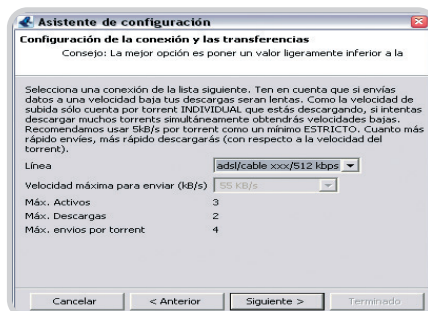 Asistente de configuración
Configuración de la conexión y las transferencias
Consejo: La mejor opción es poner un valor ligeramente inferior a la
Selecciona una conexión de la lista siguiente. Ten en cuenta que si envías
datos a una velocidad baja tus descargas seran lentas. Como la velocidad de
subida sólo cuenta por torrent INDIVIDUAL que estás descargando, si intentas
descargar muchos torrents simultáneamente obtendrás velocidades bajas.
Recomendamos usar 5kB/s por torrent como un mínimo ESTRICTO. Cuanto más
rápido envíes, más rápido descargarás (con respecto a la velocidad del
torrent).
Línea adsl/cable xxx/512 kbps
Velocidad máxima para enviar (kB/s) 55 KB/s
Máx. Activos 3
Máx. Descargas 2
Máx. envios por torrent 4
Cancelar < Anterior Siguiente > Terminado